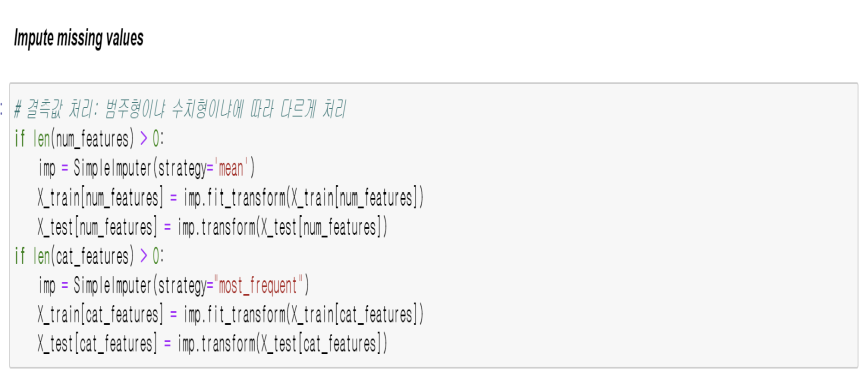 Impute missing values
:
# 결측값 처리: 범주형이냐 수치형이냐에 따라 다르게 처리
if len(num_features) > 0:
imp = SimpleImputer(strategy='mean')
X_train[num_features] = imp.fit_transform(X_train[num_features])
X_test[num_features] = imp.transform(X_test[num_features])
if len(cat_features) > 0:
imp = SimpleImputer(strategy="most_frequent")
X_train[cat_features] = imp.fit_transform(X_train[cat_features])
X_test[cat_features] = imp.transform(X_test[cat_features])